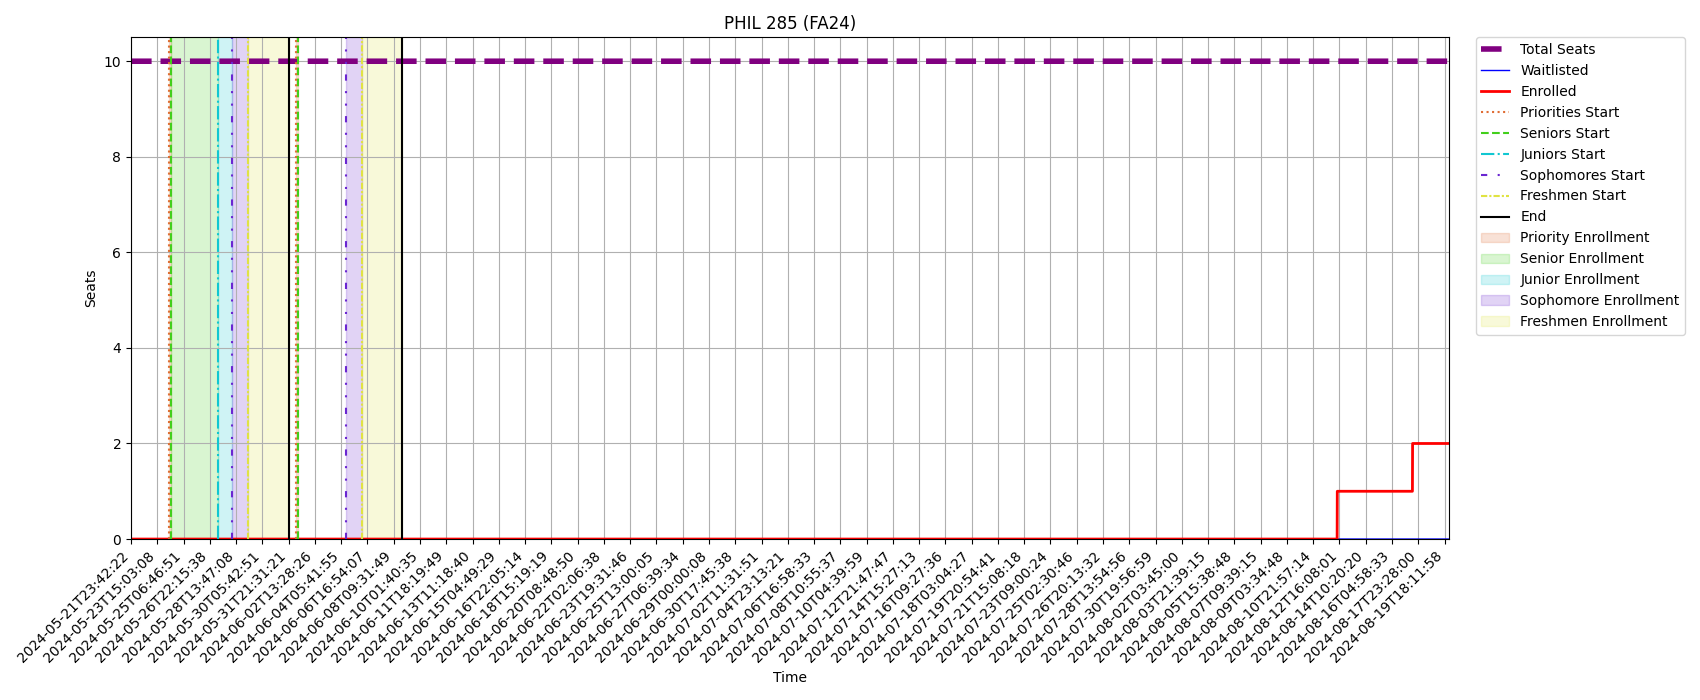 PHIL 285 (FA24)
Seats
10
8
6
4
2
0
2024-05-21T23:42:22
2024-05-23T15:03:08
2024-05-25T06:46:51
2024-05-26T22:15:38
2024-05-28T13:47:08
2024-05-30T05:42:51
2024-05-31T21:31:21
2024-06-02T13:28:26
2024-06-04T05:41:55
2024-06-06T16:54:07
2024-06-08T09:31:49
2024-06-10T01:40:35
2024-06-11T18:19:49
2024-06-13T11:18:40
2024-06-15T04:49:29
2024-06-16T22:05:14
2024-06-18T15:19:19
2024-06-20T08:48:50
2024-06-22T02:06:38
2024-06-23T19:31:46
2024-06-25T13:00:05
2024-06-27T06:39:34
2024-06-29T00:00:08
2024-06-30T17:45:38
2024-07-02T11:31:51
2024-07-04T23:13:21
2024-07-06T16:58:33
2024-07-08T10:55:37
2024-07-10T04:39:59
2024-07-12T21:47:47
2024-07-14T15:27:13
2024-07-16T09:27:36
2024-07-18T03:04:27
2024-07-19T20:54:41
2024-07-21T15:08:18
2024-07-23T09:00:24
2024-07-25T02:30:46
2024-07-26T20:13:32
2024-07-28T13:54:56
2024-07-30T19:56:59
2024-08-02T03:45:00
2024-08-03T21:39:15
2024-08-05T15:38:48
2024-08-07T09:39:15
2024-08-09T03:34:48
2024-08-10T21:57:14
2024-08-12T16:08:01
2024-08-14T10:20:20
2024-08-16T04:58:33
2024-08-17T23:28:00
2024-08-19T18:11:58
Time
Total Seats
Waitlisted
Enrolled
Priorities Start
Seniors Start
Juniors Start
Sophomores Start
Freshmen Start
End
Priority Enrollment
Senior Enrollment
Junior Enrollment
Sophomore Enrollment
Freshmen Enrollment